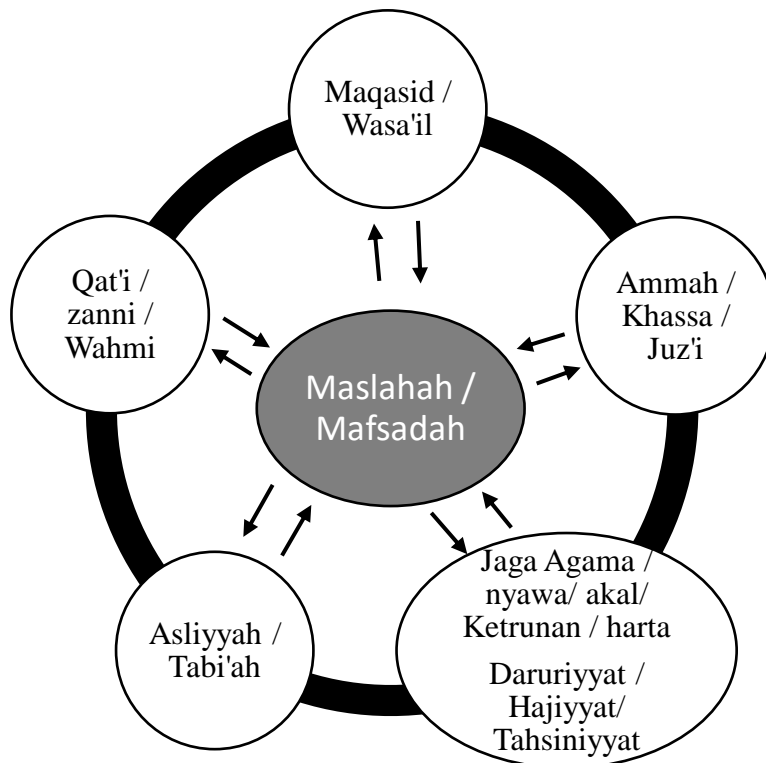 Maqasid /
Wasa'il
Qat'i /
zanni /
Wahmi
Ammah /
Khassa /
Juz'i
Maslahah /
Mafsadah
Asliyyah /
Tabi'ah
Jaga Agama /
nyawa/ akal/
Ketrunan / harta
Daruriyyat /
Hajiyyat/
Tahsiniyyat